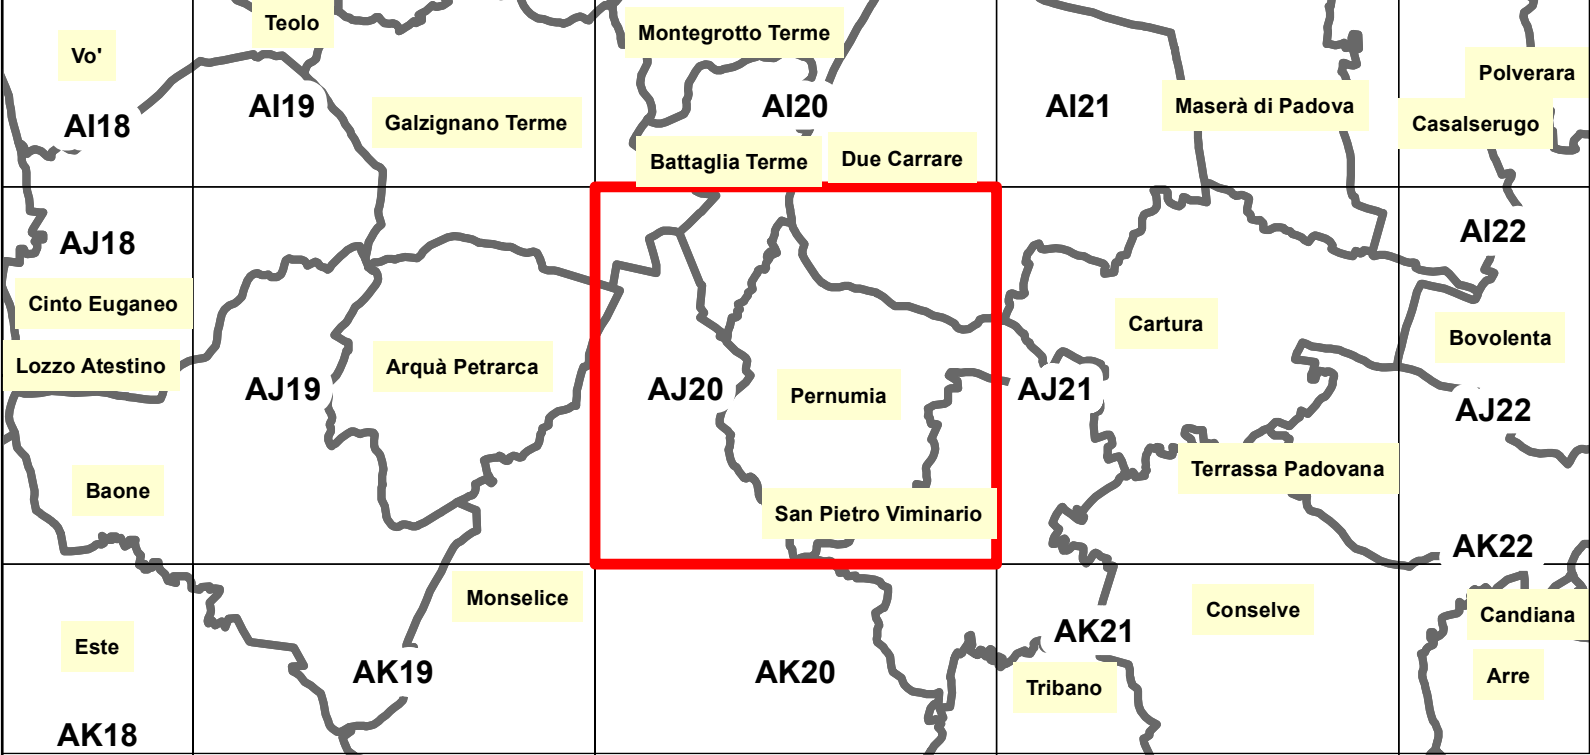 Teolo
Montegrotto Terme
Vo'
Polverara
AI18
AI19
Galzignano Terme
AI20
AI21
Maserà di Padova
Casalserugo
Battaglia Terme
Due Carrare
AJ18
AI22
Cinto Euganeo
Cartura
Bovolenta
Lozzo Atestino
AJ19
Arquà Petrarca
AJ20
Pernumia
AJ21
AJ22
Baone
San Pietro Viminario
Terrassa Padovana
AK22
Monselice
Conselve
Candiana
Este
AK19
AK20
AK21
Tribano
Arre
AK18